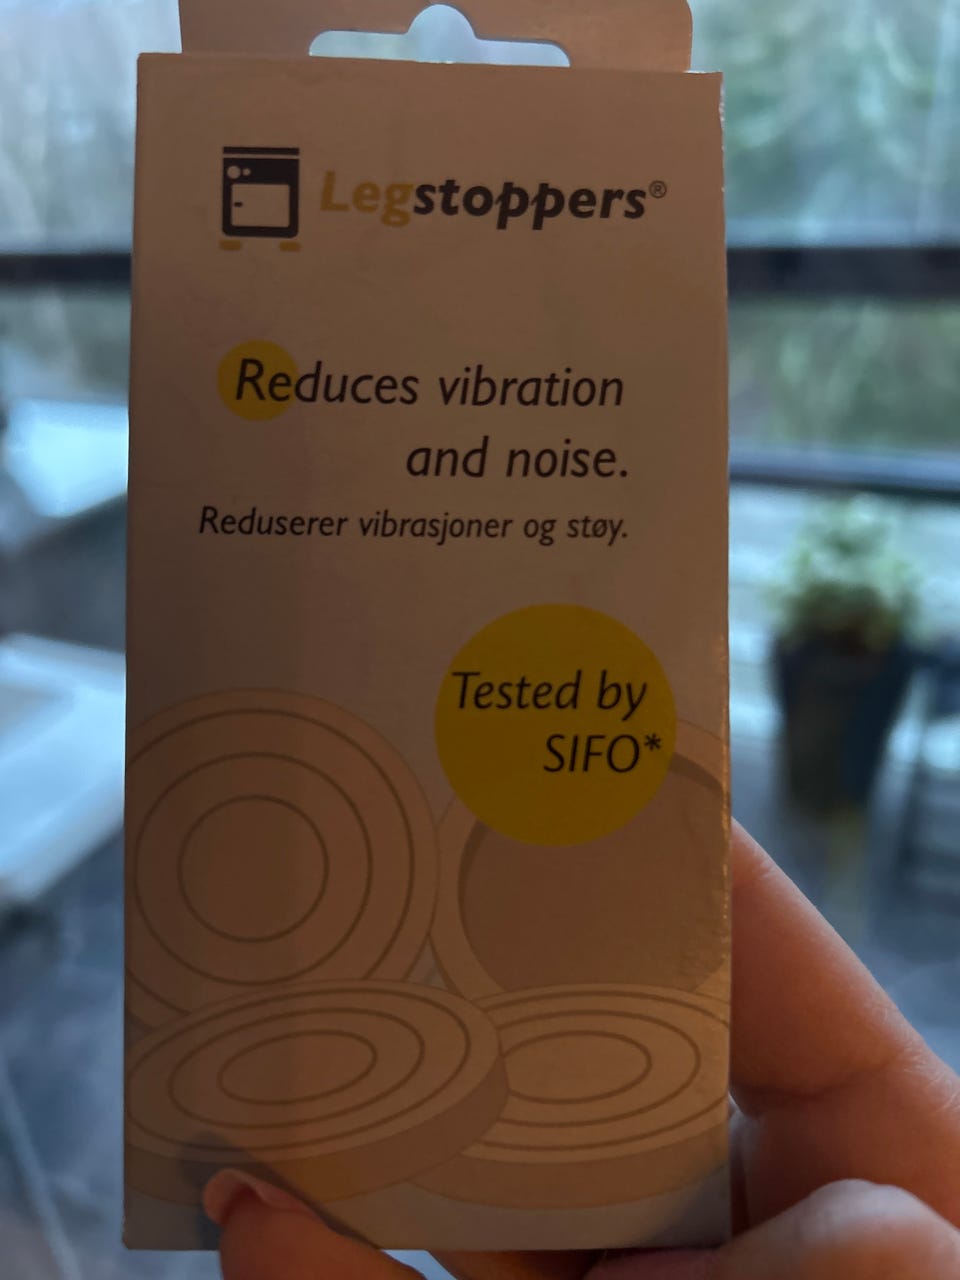 Legstoppers®
Reduces vibration
and noise.
Reduserer vibrasjoner og støy.
Tested by
SIFO*